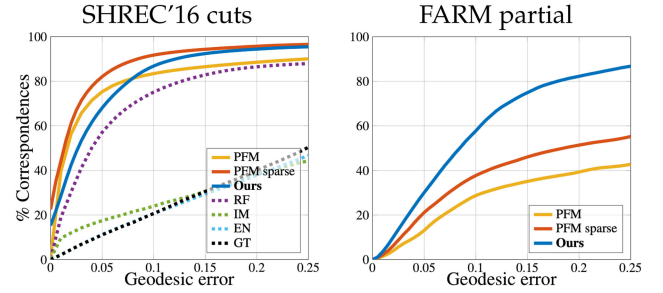 SHREC'16 cuts
FARM partial
% Correspondences
100
80
60
40
20
0
0
0.05
0.1
0.15
0.2
0.25
Geodesic error
PFM
PFM sparse
Ours
RF
IM
EN
GT
100
80
60
40
20
0
0
0.05
0.1
0.15
0.2
0.25
Geodesic error
PFM
PFM sparse
Ours